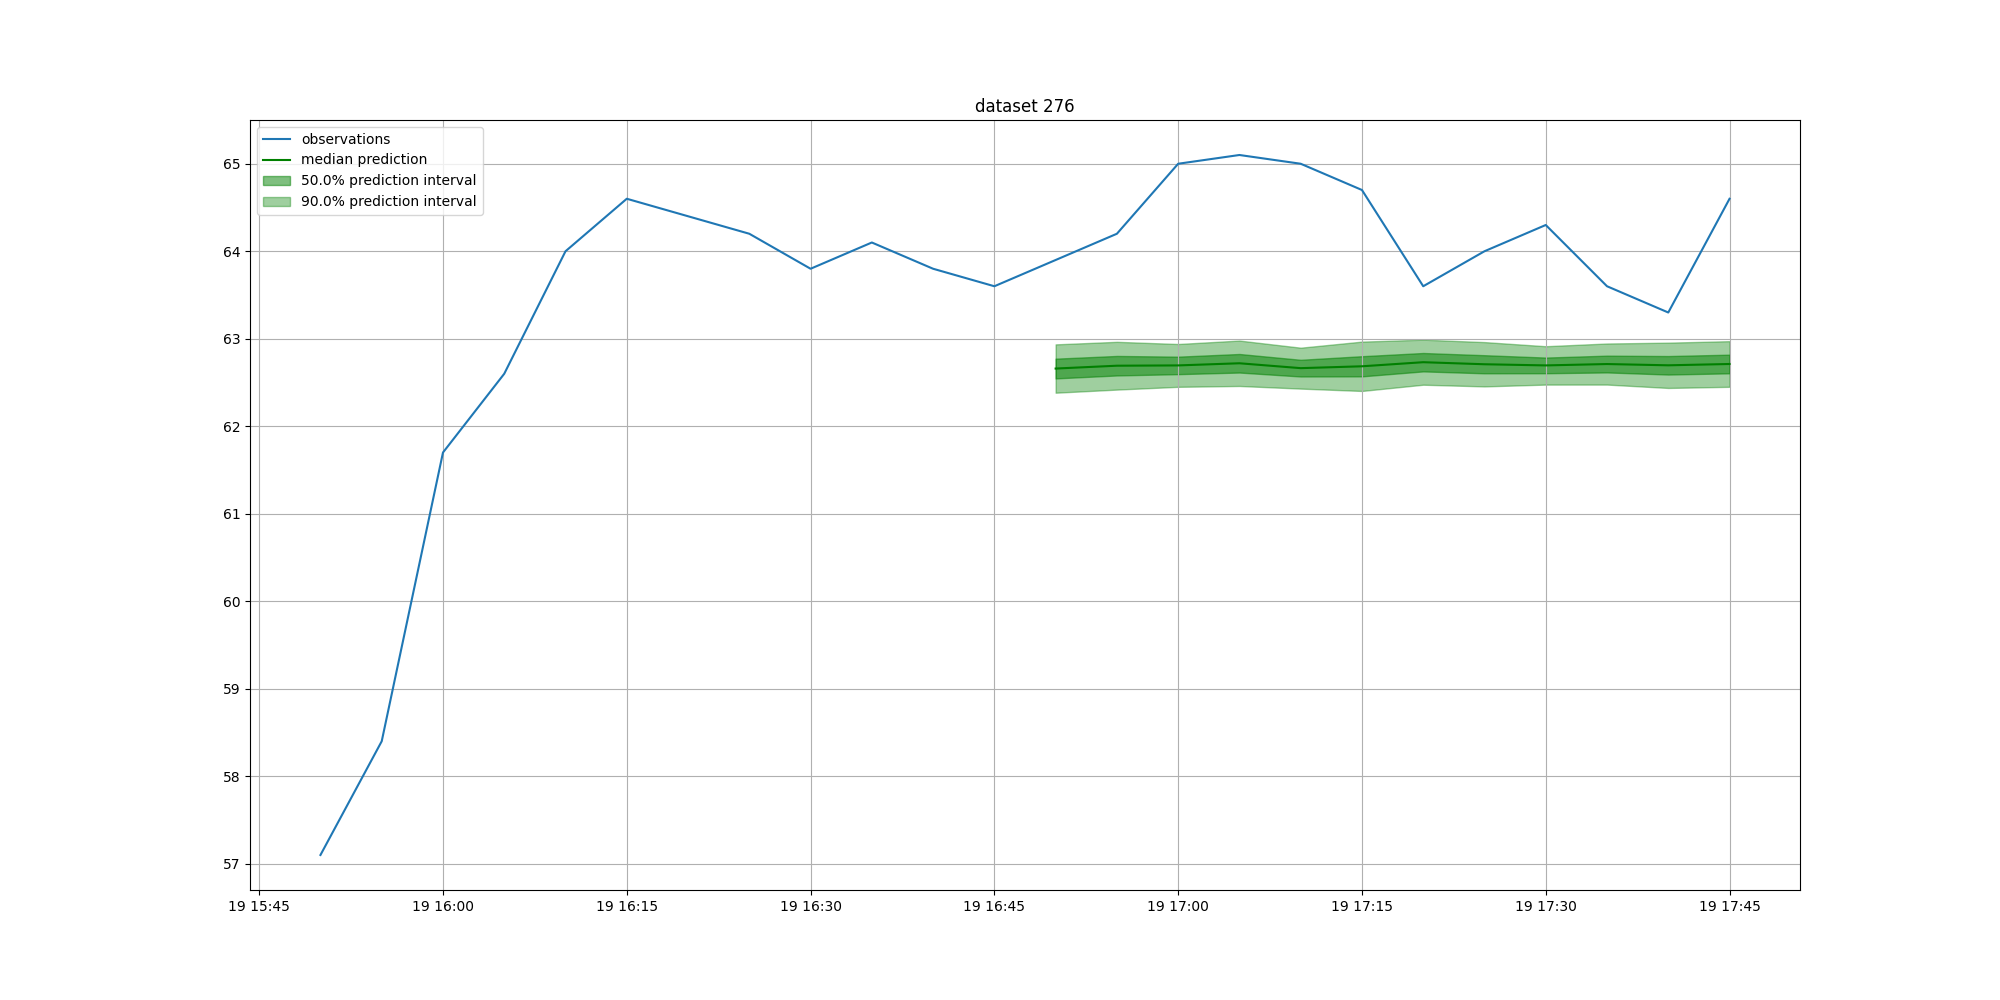 dataset 276
observations
median prediction
50.0% prediction interval
90.0% prediction interval
65
64
63
62
61
60
59
58
57
19 15:45 19 16:00 19 16:15 19 16:30 19 16:45 19 17:00 19 17:15 19 17:30 19 17:45